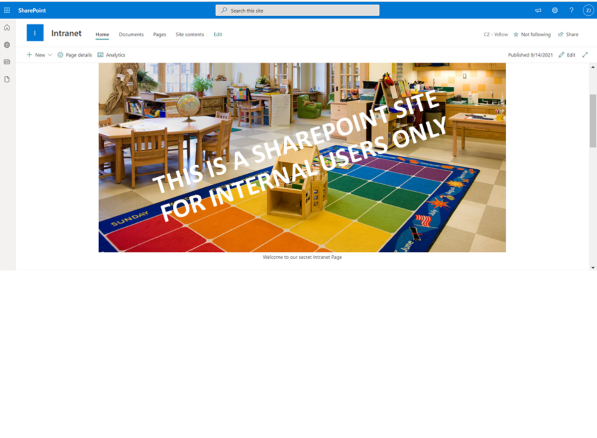 SharePoint
Search this site
?
ZJ
I
Intranet
Home
Documents
Pages
Site contents
Edit
Not following
Share
+ New
Page details
Analytics
Published 9/14/2021
Edit
THIS IS A SHAREPOINT SITE
FOR INTERNAL USERS ONLY
SUNDAY
June
Welcome to our secret Intranet Page